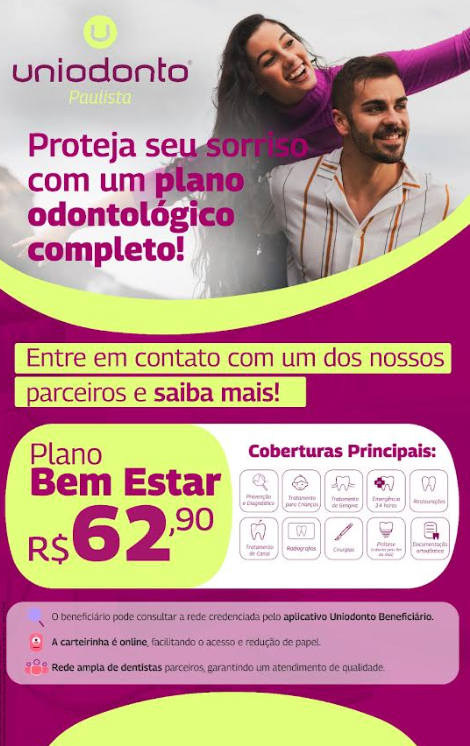 U
uniodonto®
Paulista
Proteja seu sorriso
com um plano
odontológico
completo!
Entre em contato com um dos nossos
parceiros e saiba mais!
Plano
Bem Estar
R$62,90
Coberturas Principais:
Prevenção
e Diagnóstico
Tratamento
para Crianças
Tratamento
de Gengiva
Emergência
24 horas
Restaurações
Tratamento
de Canal
Radiografias
Cirurgias
Prótese
Documentação
ortodôntica
O beneficiário pode consultar a rede credenciada pelo aplicativo Uniodonto Beneficiário.
A carteirinha é online, facilitando o acesso e redução de papel.
Rede ampla de dentistas parceiros, garantindo um atendimento de qualidade.